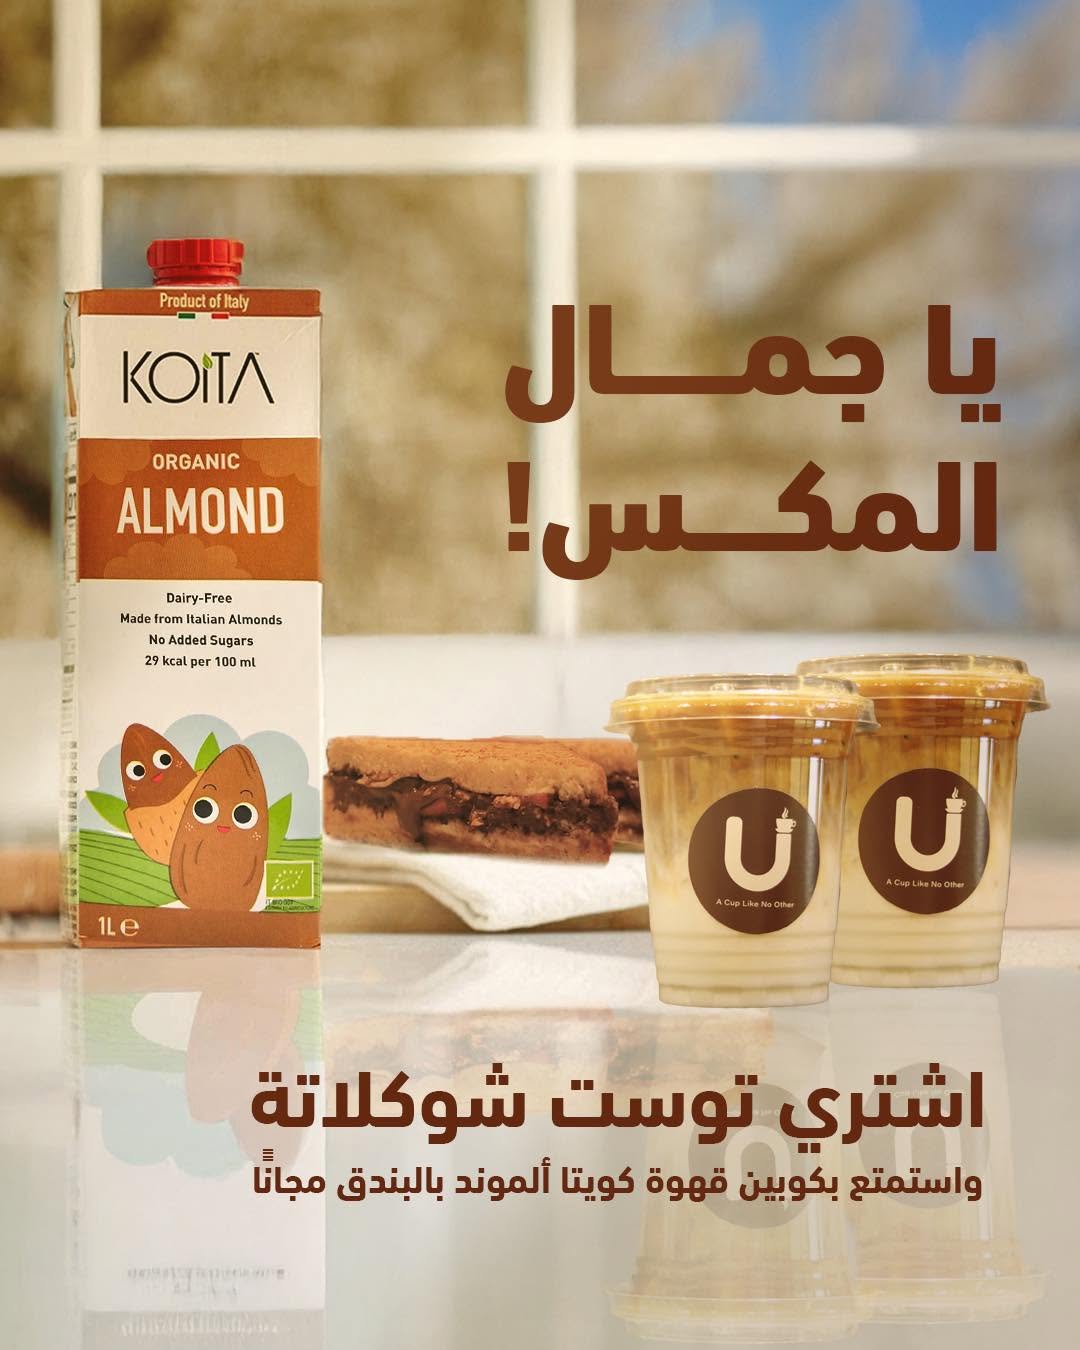 Product of Italy
KOITA
ORGANIC
ALMOND
Dairy-Free
Made from Italian Almonds
No Added Sugars
29 kcal per 100 ml
1L e
يا جمـــال
المكـــس!
U
A Cup Like No Other
U
A Cup Like No Other
اشتري توست شوكلاتة
واستمتع بكوبين قهوة كويتا ألموند بالبندق مجانًا